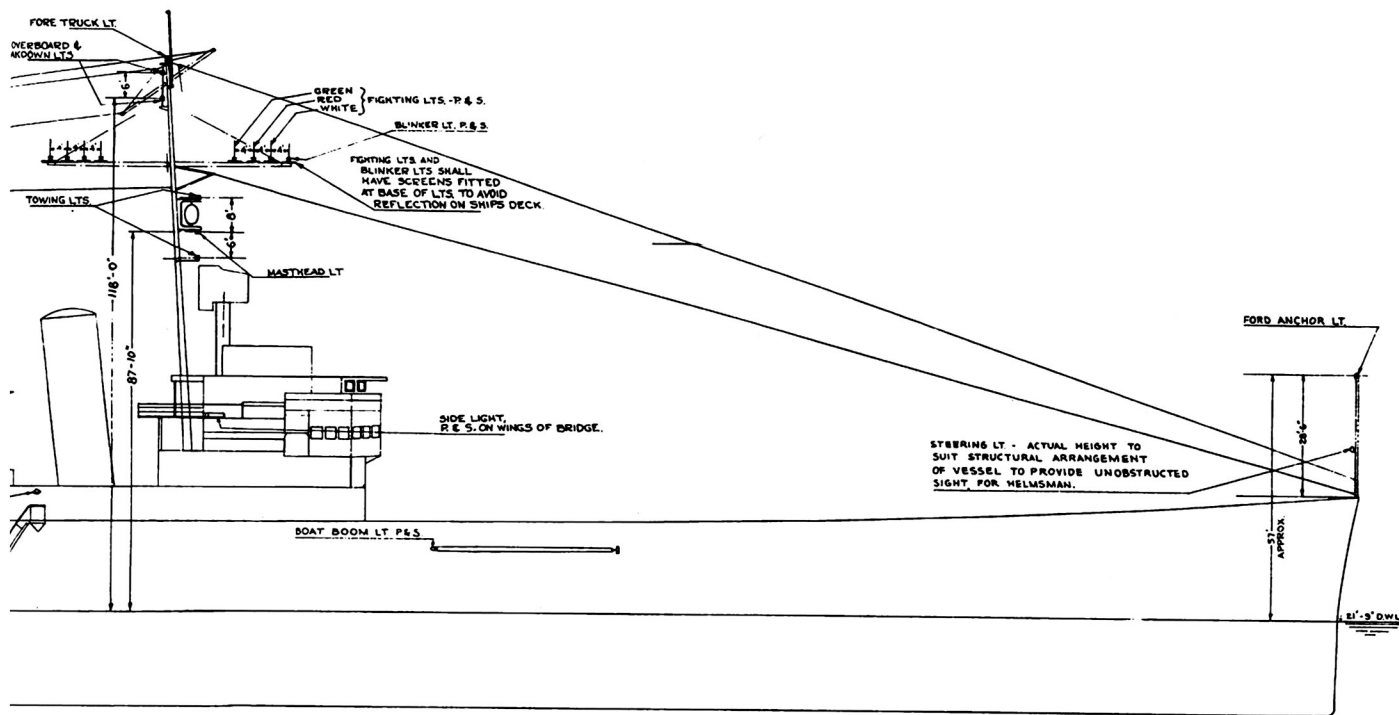 FORE TRUCK LT.
OVERBOARD &
AKDOWN LTS
6'
GREEN
RED
WHITE
FIGHTING LTS. - P. & S.
BLINKER LT. P. & S.
4' 4' 4'
FIGHTING LTS. AND
BLINKER LTS SHALL
HAVE SCREENS FITTED
AT BASE OF LTS. TO AVOID
REFLECTION ON SHIPS DECK.
TOWING LTS.
8'
6'
MASTHEAD LT
118'-0"
87'-10"
FORD ANCHOR LT.
SIDE LIGHT,
P. & S. ON WINGS OF BRIDGE.
STEERING LT. - ACTUAL HEIGHT TO
SUIT STRUCTURAL ARRANGEMENT
OF VESSEL TO PROVIDE UNOBSTRUCTED
SIGHT FOR HELMSMAN.
28'-6"
57'
APPROX.
BOAT BOOM LT P & S.
21'-9" D.W.L